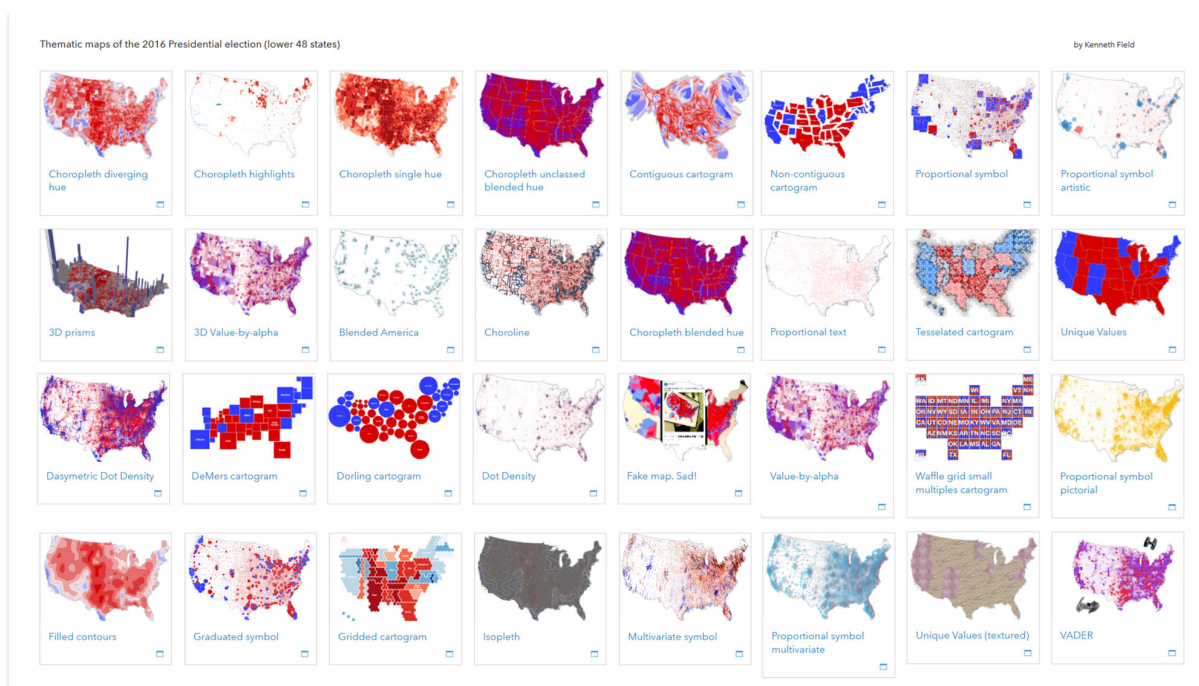 Thematic maps of the 2016 Presidential election (lower 48 states)
by Kenneth Field
Choropleth diverging
hue
Choropleth highlights
Choropleth single hue
Choropleth unclassed
blended hue
Contiguous cartogram
Non-contiguous
cartogram
Proportional symbol
Proportional symbol
artistic
3D prisms
3D Value-by-alpha
Blended America
Choroline
Choropleth blended hue
Proportional text
Tesselated cartogram
Unique Values
Dasymetric Dot Density
DeMers cartogram
Dorling cartogram
Dot Density
Fake map. Sad!
Value-by-alpha
Waffle grid small
multiples cartogram
Proportional symbol
pictorial
Filled contours
Graduated symbol
Gridded cartogram
Isopleth
Multivariate symbol
Proportional symbol
multivariate
Unique Values (textured)
VADER